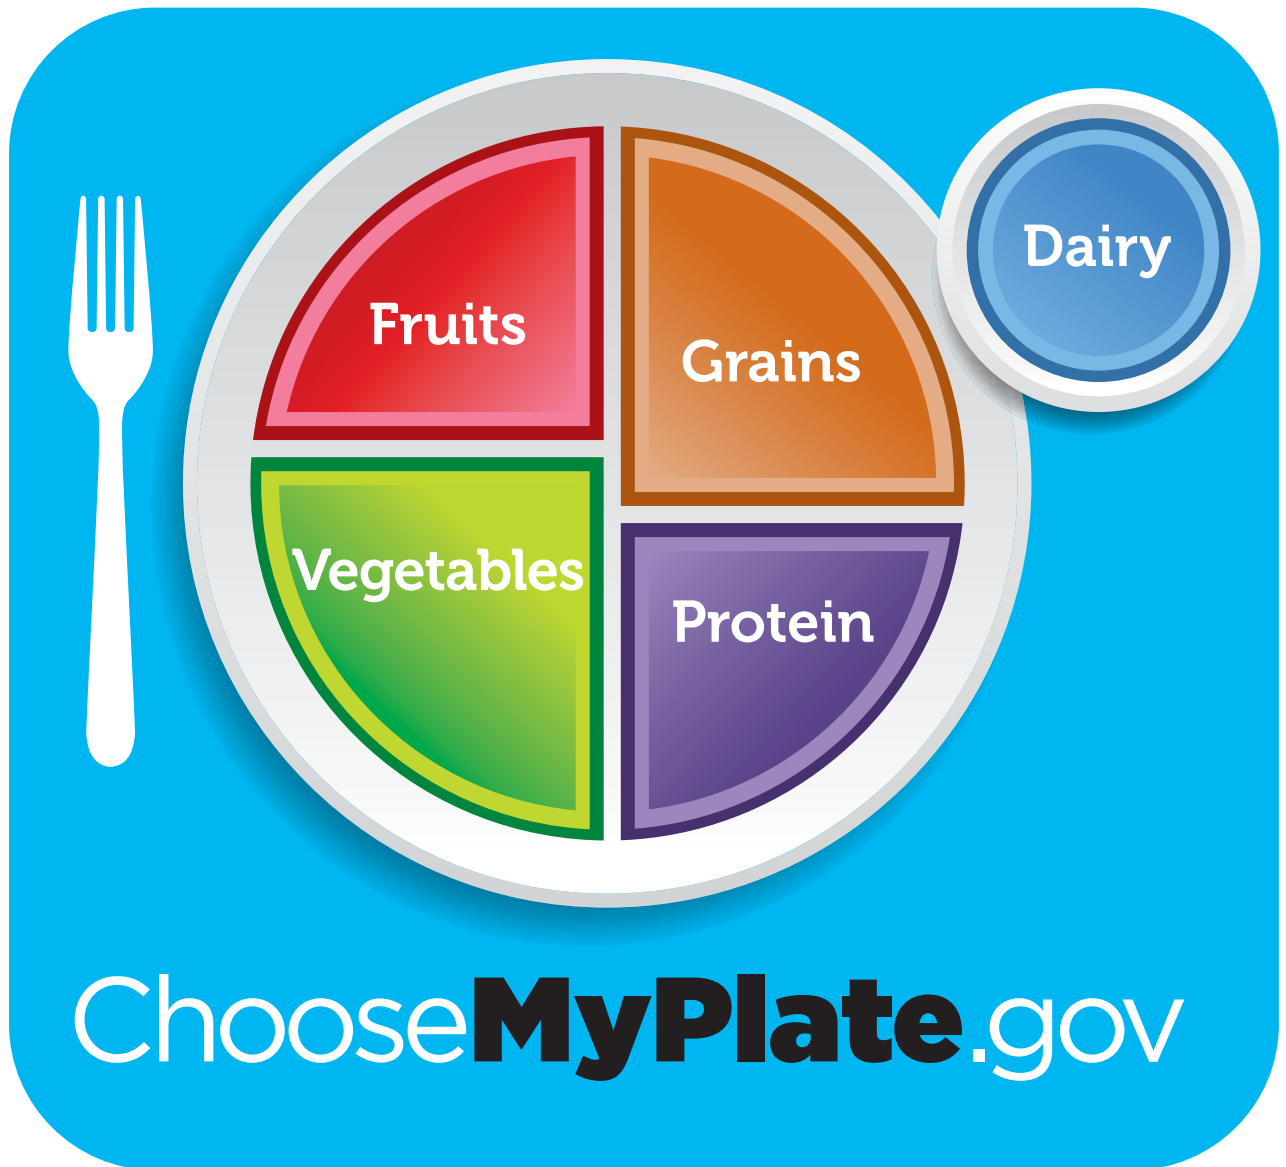 Fruits
Grains
Dairy
Vegetables
Protein
ChooseMyPlate.gov